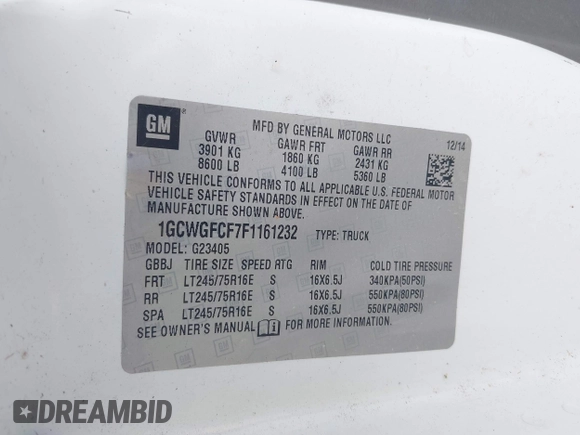 GM
MFD BY GENERAL MOTORS LLC
12/14
GVWR GAWR FRT GAWR RR
3901 KG 1860 KG 2431 KG
8600 LB 4100 LB 5360 LB
THIS VEHICLE CONFORMS TO ALL APPLICABLE U.S. FEDERAL MOTOR
VEHICLE SAFETY STANDARDS IN EFFECT ON THE DATE OF
MANUFACTURE SHOWN ABOVE.
1GCWGFCF7F1161232 TYPE: TRUCK
MODEL: G23405
GBBJ TIRE SIZE SPEED RTG RIM COLD TIRE PRESSURE
FRT LT245/75R16E S 16X6.5J 340KPA(50PSI)
RR LT245/75R16E S 16X6.5J 550KPA(80PSI)
SPA LT245/75R16E S 16X6.5J 550KPA(80PSI)
SEE OWNER'S MANUAL FOR MORE INFORMATION.
DREAMBID